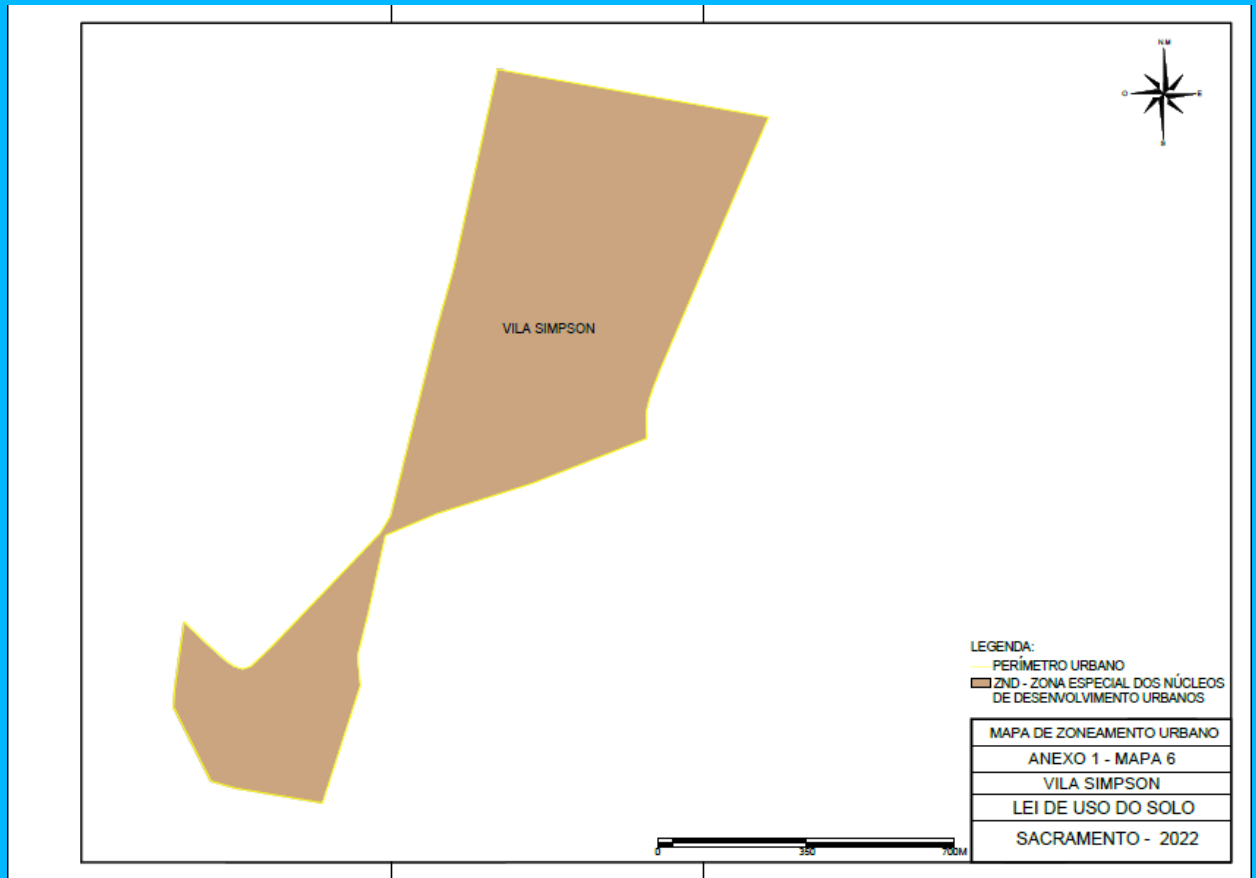 NM
O
E
S
VILA SIMPSON
LEGENDA:
PERÍMETRO URBANO
ZND - ZONA ESPECIAL DOS NÚCLEOS
DE DESENVOLVIMENTO URBANOS
MAPA DE ZONEAMENTO URBANO
ANEXO 1 - MAPA 6
VILA SIMPSON
LEI DE USO DO SOLO
SACRAMENTO - 2022
0 350 700M